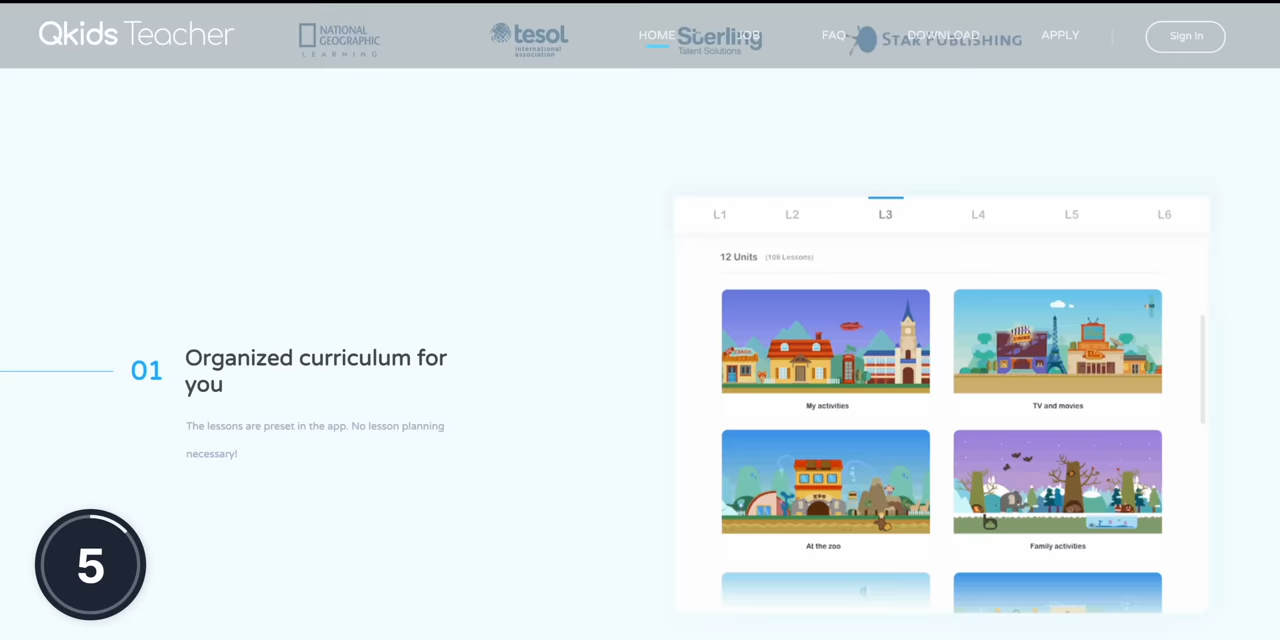 Qkids Teacher
NATIONAL
GEOGRAPHIC
LEARNING
tesol
international
association
HOME
Sterling
Talent Solutions
JOB
FAQ
STAR PUBLISHING
DOWNLOAD
APPLY
Sign In
L1 L2 L3 L4 L5 L6
12 Units (108 Lessons)
My activities
TV and movies
ZOO
At the zoo
Family activities
01
Organized curriculum for
you
The lessons are preset in the app. No lesson planning
necessary!
5